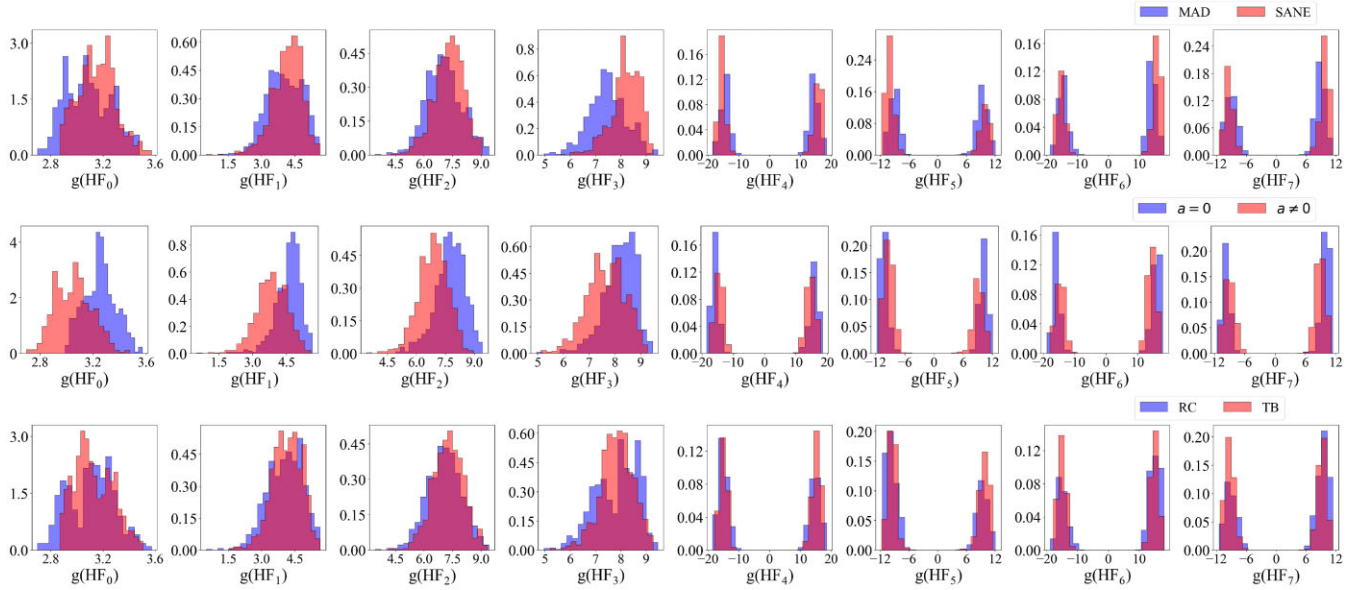 MAD SANE
3.0 0.60 0.45 0.8 0.16 0.24 0.16 0.24
1.5 0.45 0.30 0.6 0.12 0.16 0.12 0.18
0.0 0.30 0.15 0.4 0.08 0.08 0.08 0.12
0.15 0.00 0.2 0.04 0.00 0.04 0.06
0.00 0.0 0.00 0.00 0.00
2.8 3.2 3.6 1.5 3.0 4.5 4.5 6.0 7.5 9.0 5 6 7 8 9 −20 −10 0 10 20 −12 −6 0 6 12 −20 −10 0 10 −12 −6 0 6 12
g(HF0) g(HF1) g(HF2) g(HF3) g(HF4) g(HF5) g(HF6) g(HF7)
a = 0 a ≠ 0
4 0.8 0.45 0.60 0.16 0.20 0.16 0.20
2 0.6 0.30 0.45 0.12 0.15 0.12 0.15
0 0.4 0.15 0.30 0.08 0.10 0.08 0.10
0.2 0.00 0.15 0.04 0.05 0.04 0.05
0.0 0.00 0.00 0.00 0.00 0.00
2.8 3.2 3.6 1.5 3.0 4.5 4.5 6.0 7.5 9.0 5 6 7 8 9 −20 −10 0 10 20 −12 −6 0 6 12 −20 −10 0 10 −12 −6 0 6 12
g(HF0) g(HF1) g(HF2) g(HF3) g(HF4) g(HF5) g(HF6) g(HF7)
RC TB
3.0 0.45 0.45 0.60 0.15 0.20 0.15 0.20
1.5 0.30 0.30 0.45 0.10 0.15 0.10 0.15
0.0 0.15 0.15 0.30 0.05 0.10 0.05 0.10
0.00 0.00 0.15 0.00 0.05 0.00 0.05
0.00 0.00 0.00
2.8 3.2 3.6 1.5 3.0 4.5 4.5 6.0 7.5 9.0 5 6 7 8 9 −20 −10 0 10 20 −12 −6 0 6 12 −20 −10 0 10 −12 −6 0 6 12
g(HF0) g(HF1) g(HF2) g(HF3) g(HF4) g(HF5) g(HF6) g(HF7)